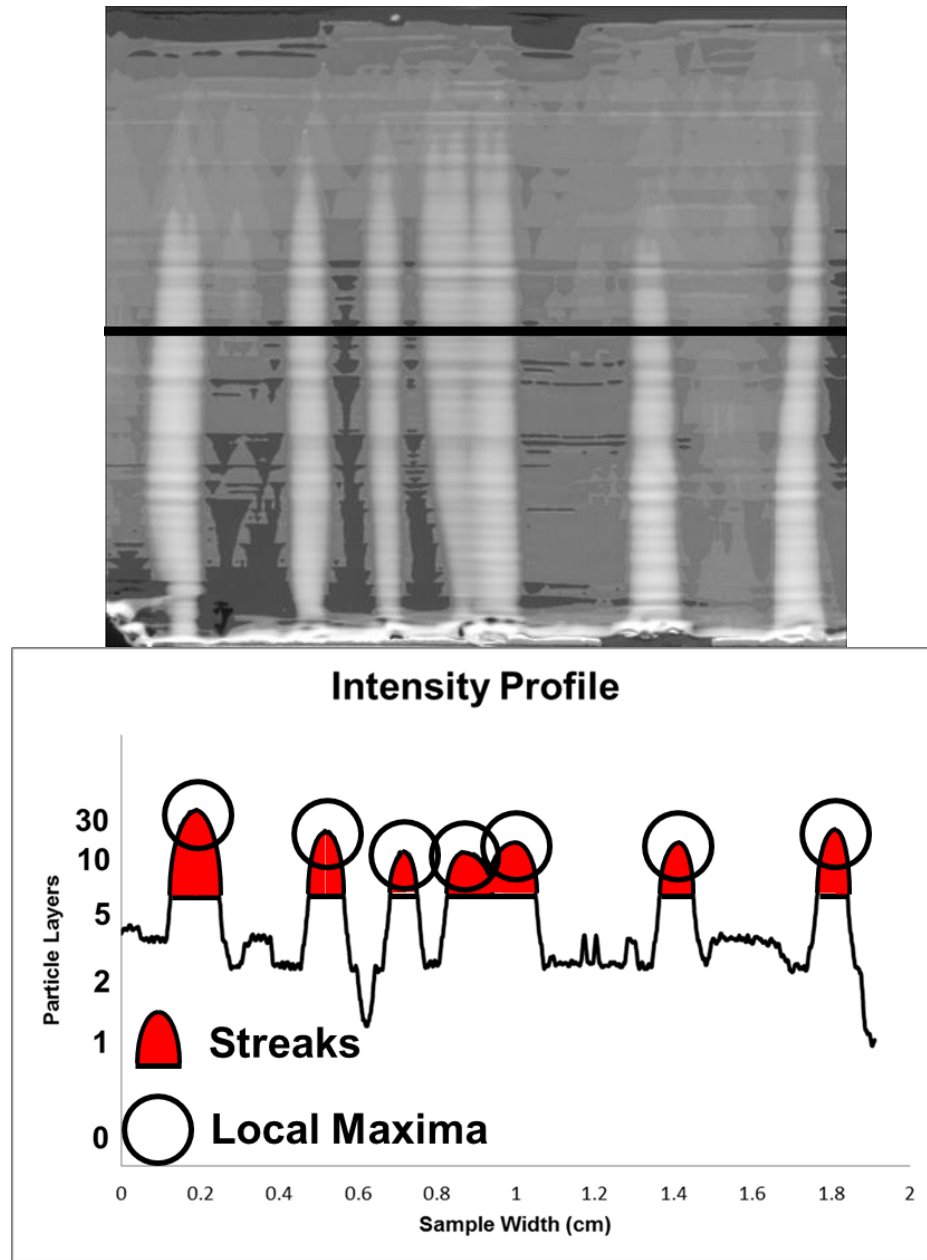 Intensity Profile
30
10
5
2
1
0
Particle Layers
Streaks
Local Maxima
0 0.2 0.4 0.6 0.8 1 1.2 1.4 1.6 1.8 2
Sample Width (cm)